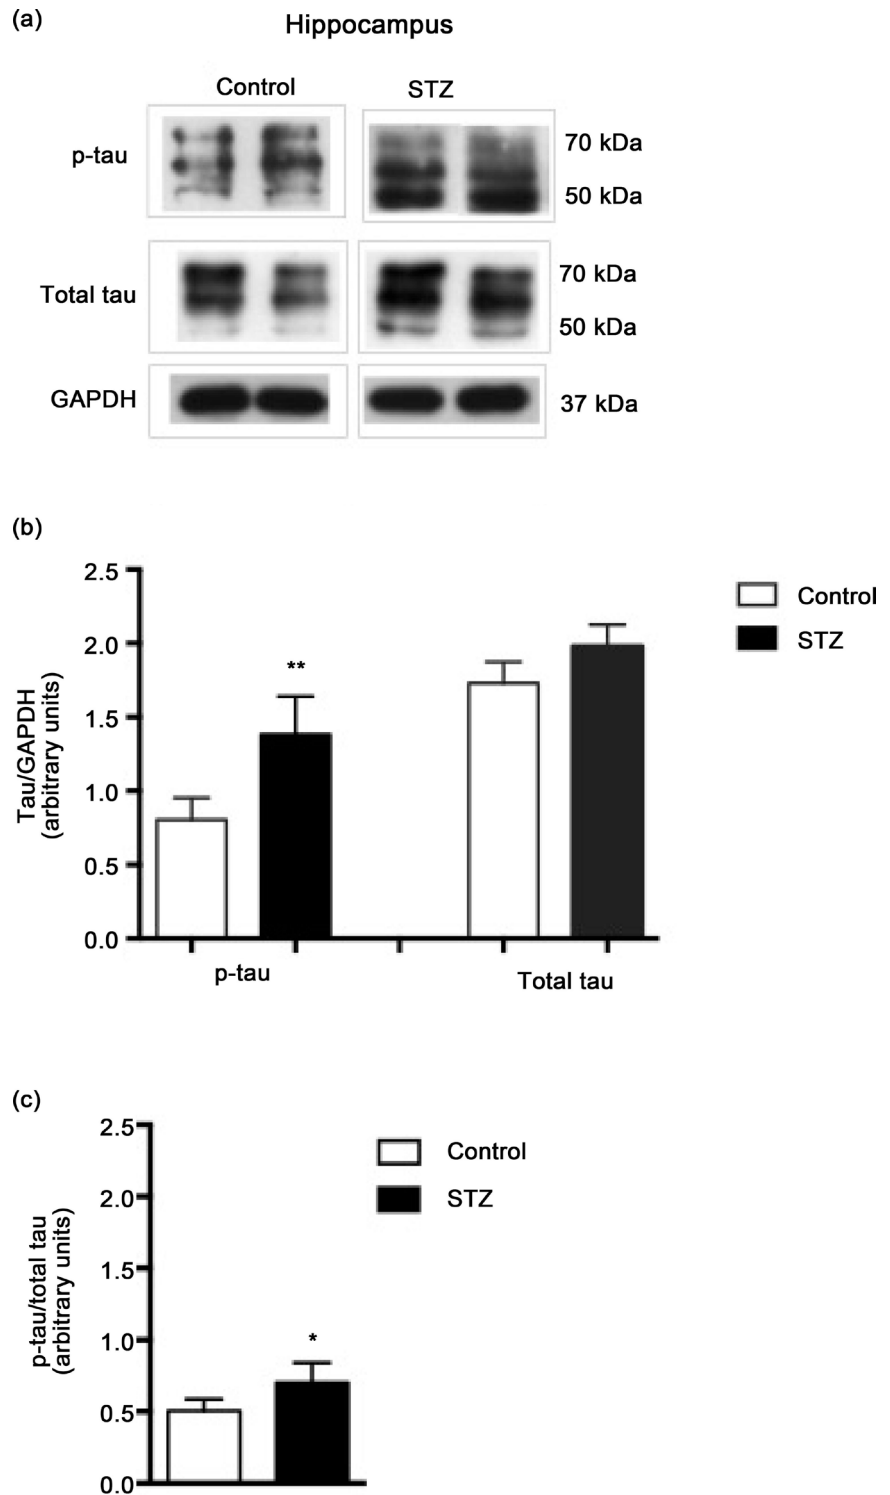 (a)
Hippocampus
Control STZ
p-tau
70 kDa
50 kDa
Total tau
70 kDa
50 kDa
GAPDH 37 kDa
(b)
Tau/GAPDH
(arbitrary units)
2.5
2.0
1.5
1.0
0.5
0.0
**
p-tau
Total tau
Control
STZ
(c)
p-tau/total tau
(arbitrary units)
2.5
2.0
1.5
1.0
0.5
0.0
*
Control
STZ